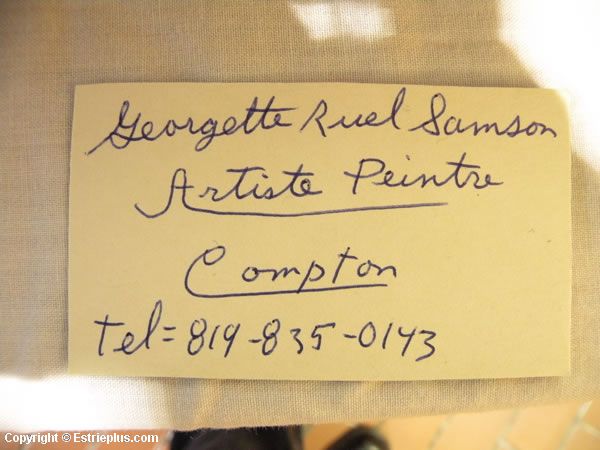 Georgette Ruel Samson
Artiste Peintre
Compton
tel= 819-835-0143
Copyright © Estrieplus.com